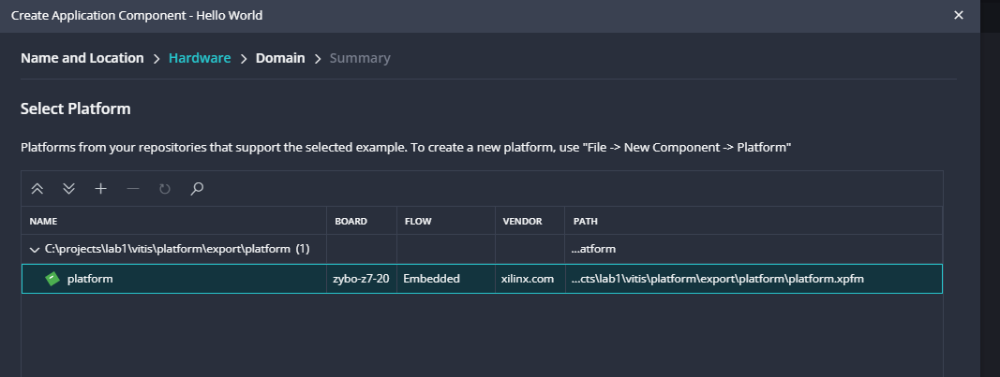 Create Application Component - Hello World
Name and Location > Hardware > Domain > Summary
Select Platform
Platforms from your repositories that support the selected example. To create a new platform, use "File -> New Component -> Platform"
NAME BOARD FLOW VENDOR PATH
C:\projects\lab1\vitis\platform\export\platform (1) ...atform
platform zybo-z7-20 Embedded xilinx.com ...cts\lab1\vitis\platform\export\platform\platform.xpfm